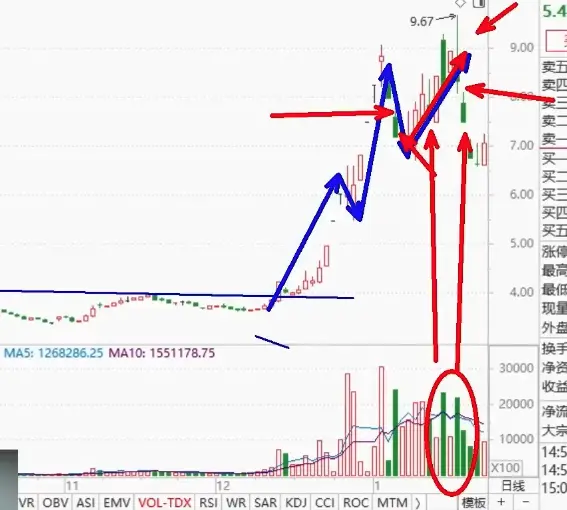 5.4
9.67
9.00
卖五
卖四
8.50
卖三
卖二
卖一
7.00
买一
买二
6.00
买三
买四
买五
5.00
涨停
最高
4.00
最低
现量
外盘
MA5: 1268286.25 MA10: 1551178.75
换手
30000
净资
收益
20000
净流
大宗
10000
14:5
X100
14:5
11
12
1
日线
15:0
VR OBV ASI EMV VOL-TDX RSI WR SAR KDJ CCI ROC MTM 模板 + -